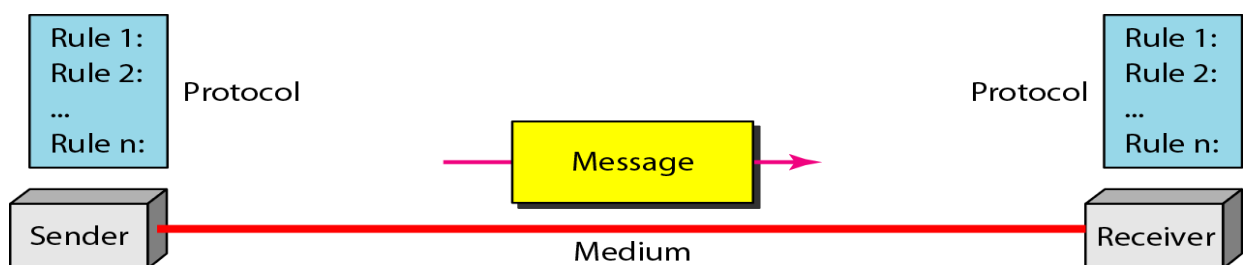 Rule 1:
Rule 2:
...
Rule n:
Protocol
Message
Protocol
Rule 1:
Rule 2:
...
Rule n:
Sender
Medium
Receiver